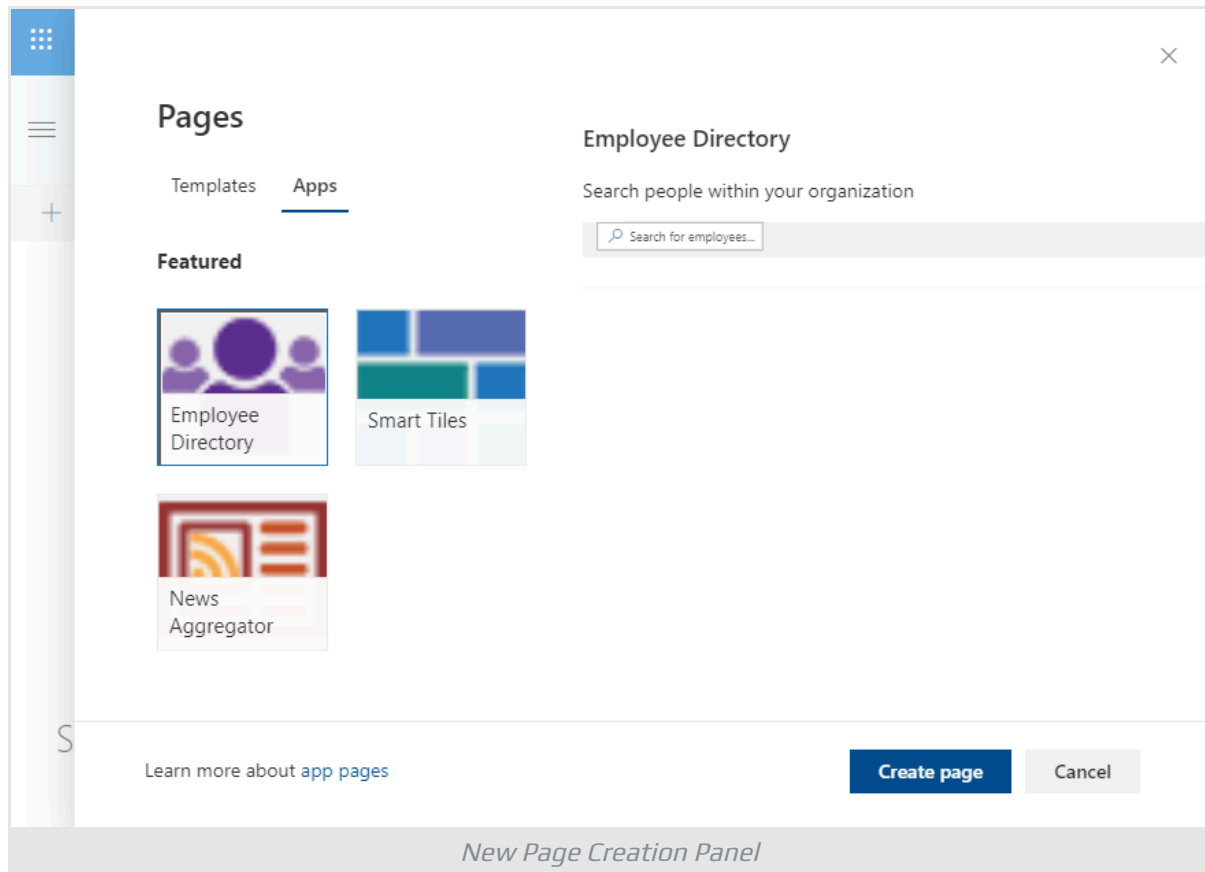 Pages
Templates
Apps
Featured
Employee
Directory
Smart Tiles
News
Aggregator
Employee Directory
Search people within your organization
Search for employees...
S
Learn more about app pages
Create page
Cancel
New Page Creation Panel